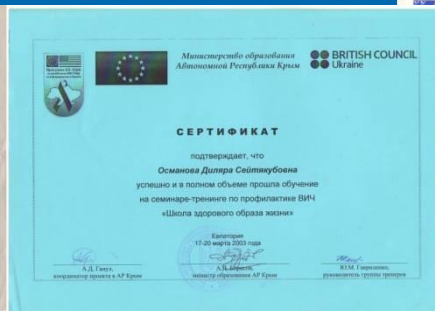 Министерство образования
Автономной Республики Крым
BRITISH COUNCIL
Ukraine
СЕРТИФИКАТ
подтверждает, что
Османова Диляра Сейтякубовна
успешно и в полном объеме прошла обучение
на семинаре-тренинге по профилактике ВИЧ
«Школа здорового образа жизни»
Евпатория
17-20 марта 2003 года
А.Д.
координатор проекта в АР Крым
министр образования АР Крым
Ю.М. Гавриленко,
руководитель группы тренеров